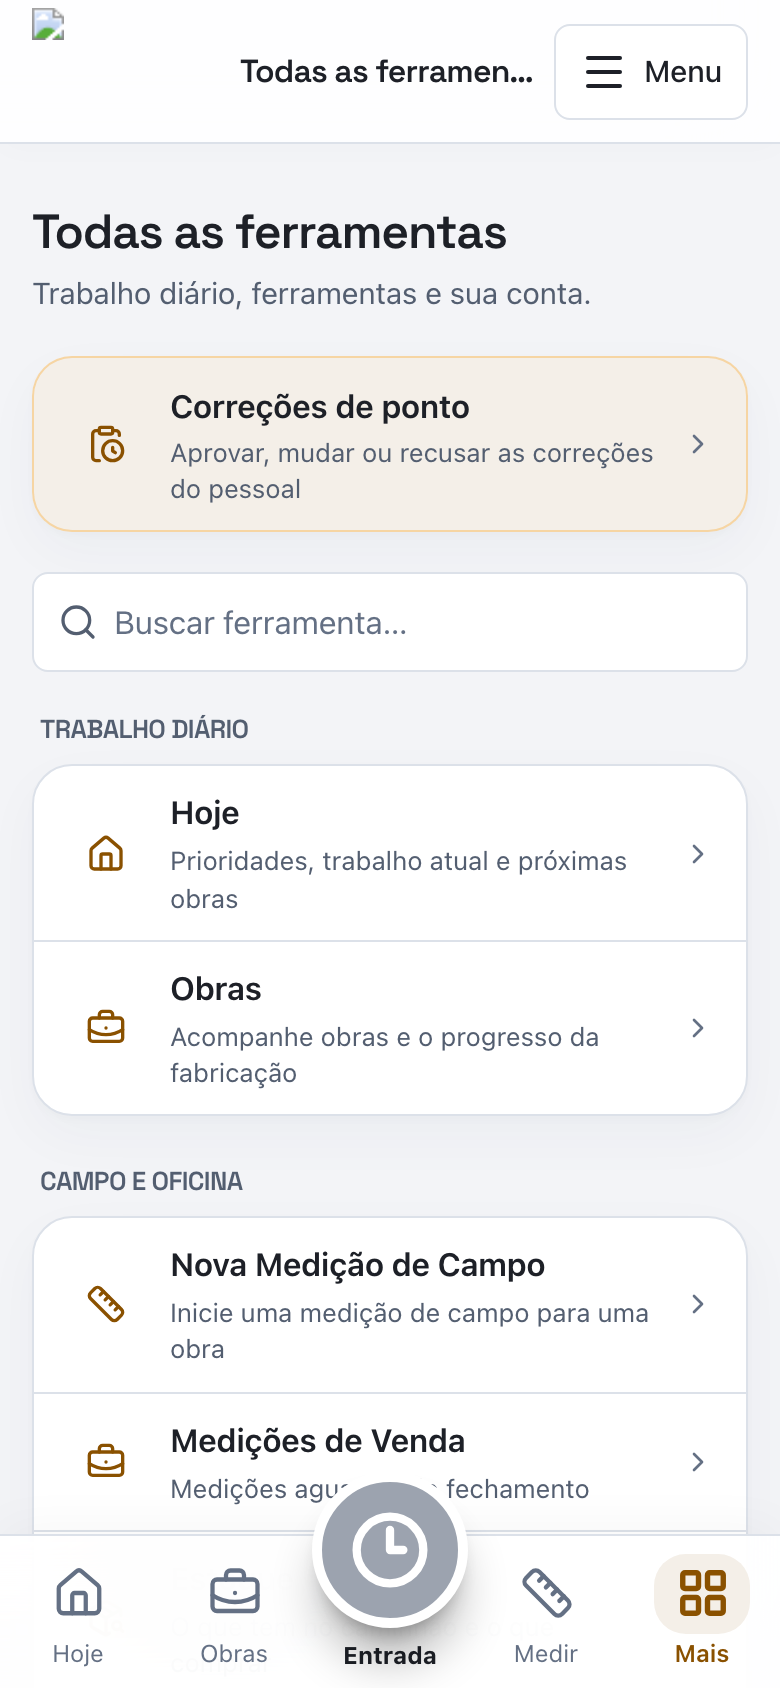 Todas as ferramen...
Menu
Todas as ferramentas
Trabalho diário, ferramentas e sua conta.
Correções de ponto
Aprovar, mudar ou recusar as correções
do pessoal
Buscar ferramenta...
TRABALHO DIÁRIO
Hoje
Prioridades, trabalho atual e próximas
obras
Obras
Acompanhe obras e o progresso da
fabricação
CAMPO E OFICINA
Nova Medição de Campo
Inicie uma medição de campo para uma
obra
Medições de Venda
Medições fechamento
Hoje
Obras
Entrada
Medir
Mais